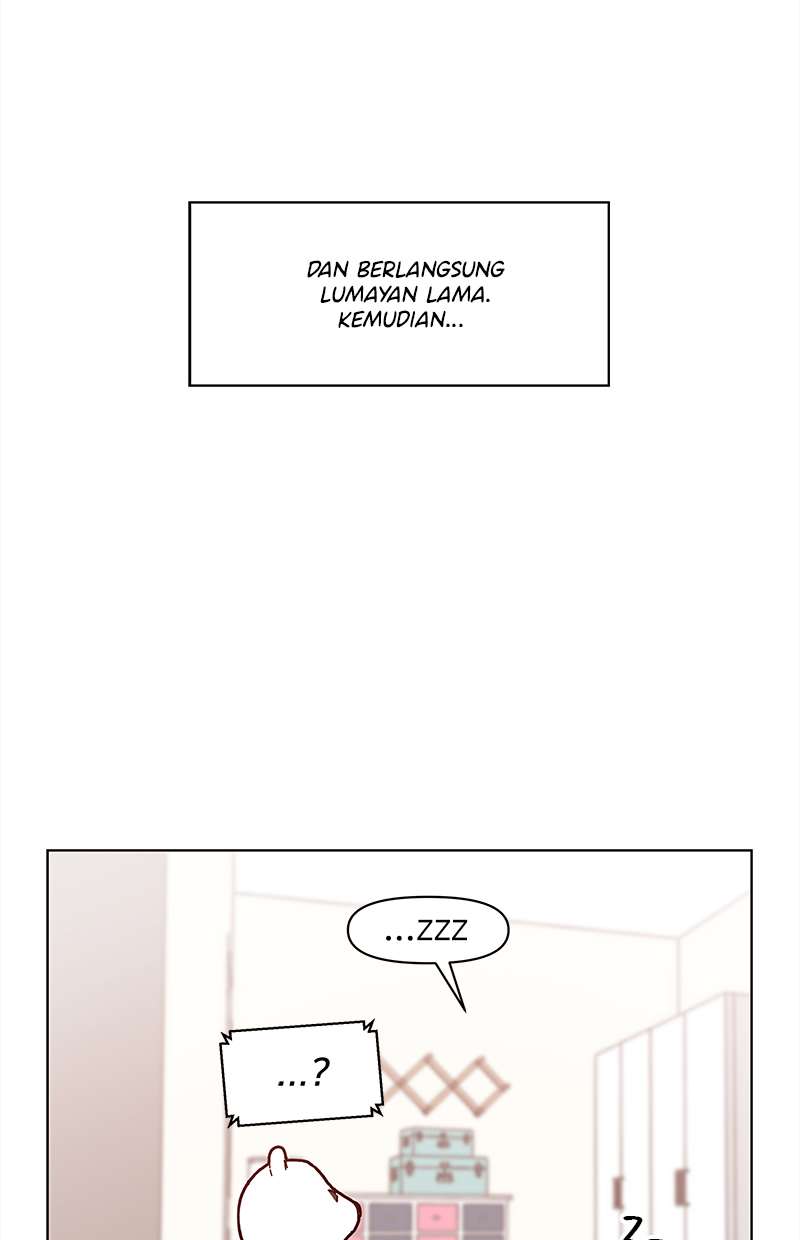 DAN BERLANGSUNG
LUMAYAN LAMA.
KEMUDIAN...
...ZZZ
...?
Z